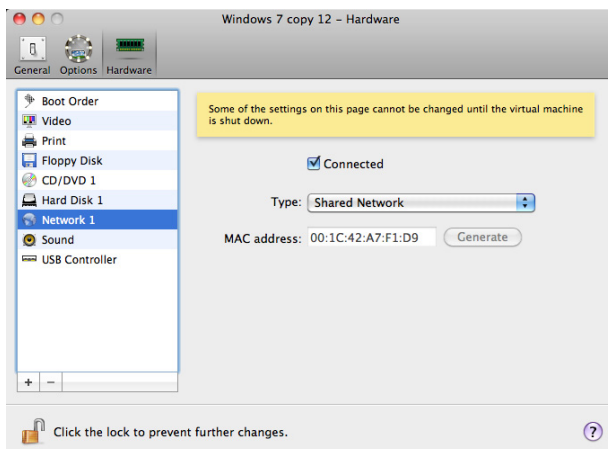 Windows 7 copy 12 – Hardware
General Options Hardware
Boot Order
Video
Print
Floppy Disk
CD/DVD 1
Hard Disk 1
Network 1
Sound
USB Controller
+ −
Some of the settings on this page cannot be changed until the virtual machine
is shut down.
Connected
Type: Shared Network
MAC address: 00:1C:42:A7:F1:D9 Generate
Click the lock to prevent further changes.
?